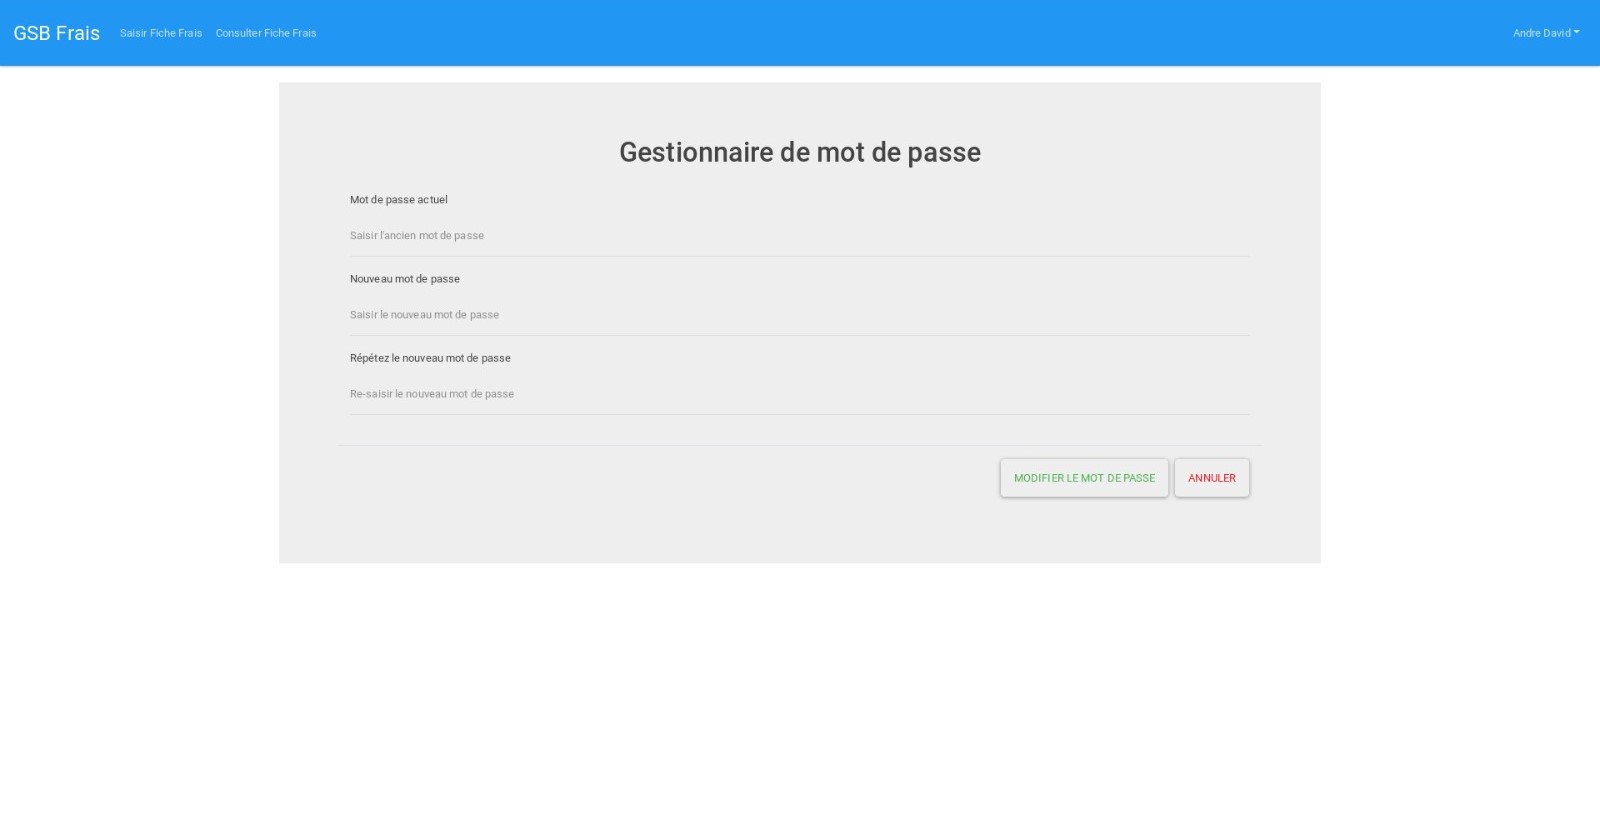 GSB Frais
Saisir Fiche Frais
Consulter Fiche Frais
Andre David
Gestionnaire de mot de passe
Mot de passe actuel
Saisir l'ancien mot de passe
Nouveau mot de passe
Saisir le nouveau mot de passe
Répétez le nouveau mot de passe
Re-saisir le nouveau mot de passe
MODIFIER LE MOT DE PASSE
ANNULER